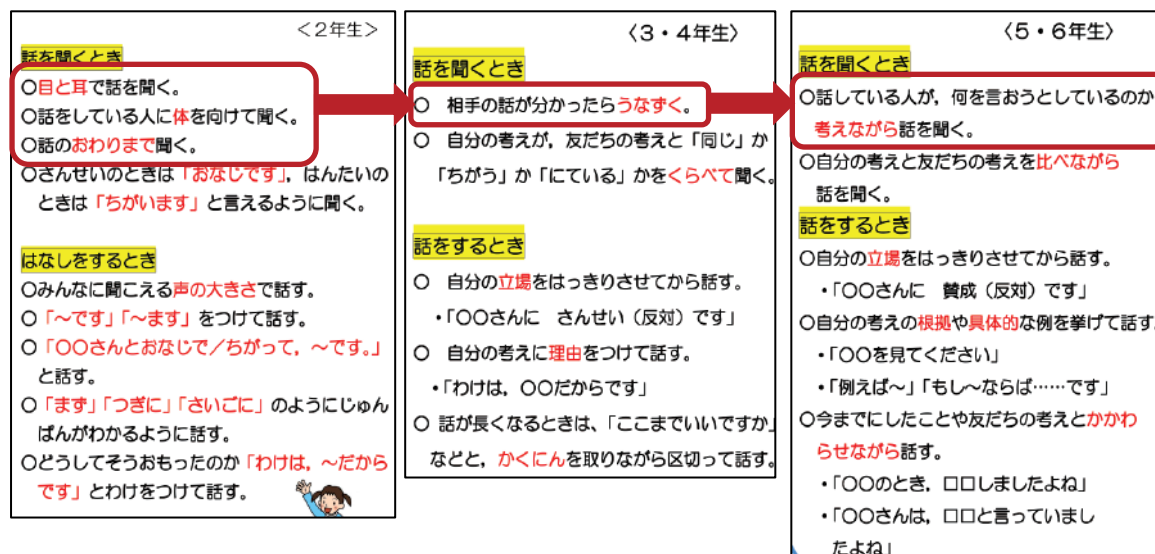 ＜２年生＞
話を聞くとき
○目と耳で話を聞く。
○話をしている人に体を向けて聞く。
○話のおわりまで聞く。
○さんせいのときは「おなじです」，はんたいの
ときは「ちがいます」と言えるように聞く。
はなしをするとき
○みんなに聞こえる声の大きさで話す。
○「～です」「～ます」をつけて話す。
○「○○さんとおなじで／ちがって，～です。」
と話す。
○「まず」「つぎに」「さいごに」のようにじゅん
ばんがわかるように話す。
○どうしてそうおもったのか「わけは，～だから
です」とわけをつけて話す。
〈３・４年生〉
話を聞くとき
○　相手の話が分かったらうなずく。
○　自分の考えが，友だちの考えと「同じ」か
「ちがう」か「にている」かをくらべて聞く。
話をするとき
○　自分の立場をはっきりさせてから話す。
・「○○さんに　さんせい（反対）です」
○　自分の考えに理由をつけて話す。
・「わけは，○○だからです」
○ 話が長くなるときは、「ここまでいいですか」
などと，かくにんを取りながら区切って話す。
〈５・６年生〉
話を聞くとき
○話している人が，何を言おうとしているのか
考えながら話を聞く。
○自分の考えと友だちの考えを比べながら
話を聞く。
話をするとき
○自分の立場をはっきりさせてから話す。
・「○○さんに　賛成（反対）です」
○自分の考えの根拠や具体的な例を挙げて話す。
・「○○を見てください」
・「例えば～」「もし～ならば……です」
○今までにしたことや友だちの考えとかかわ
らせながら話す。
・「○○のとき，□□しましたよね」
・「○○さんは，□□と言っていまし
たよね」